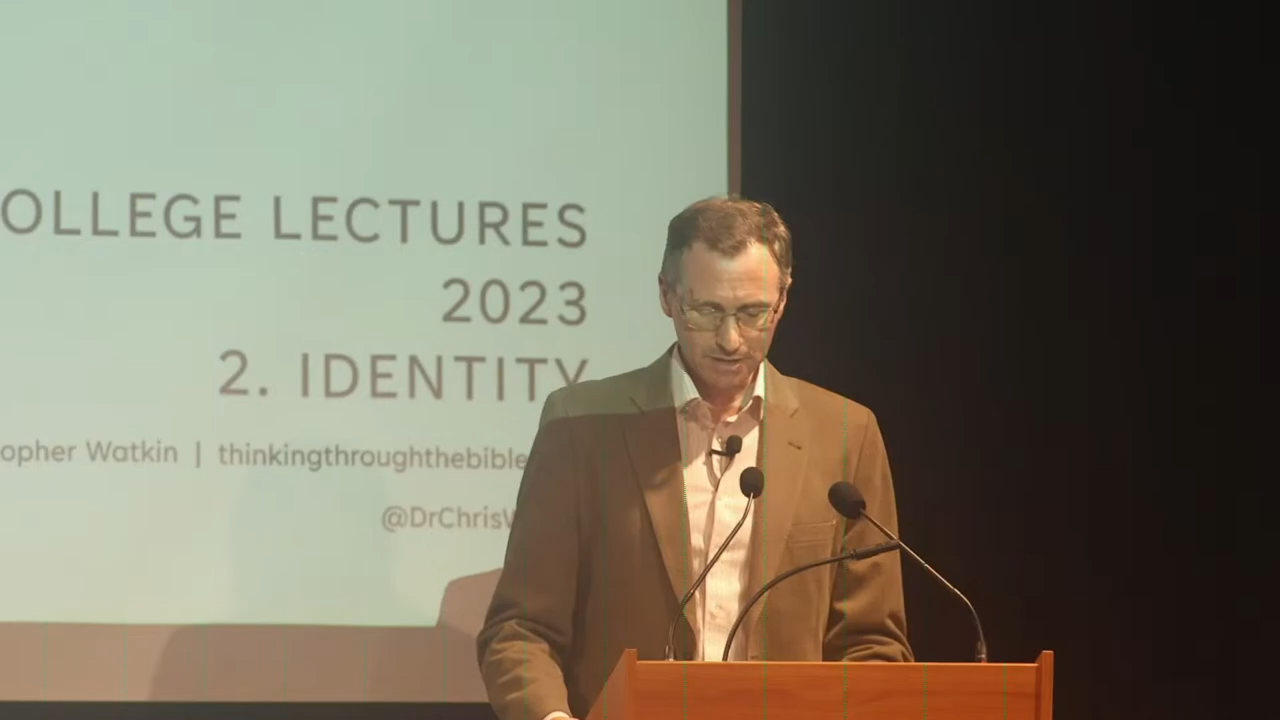 OLLEGE LECTURES
2023
2. IDENTITY
opher Watkin | thinkingthroughthebible
@DrChrisW